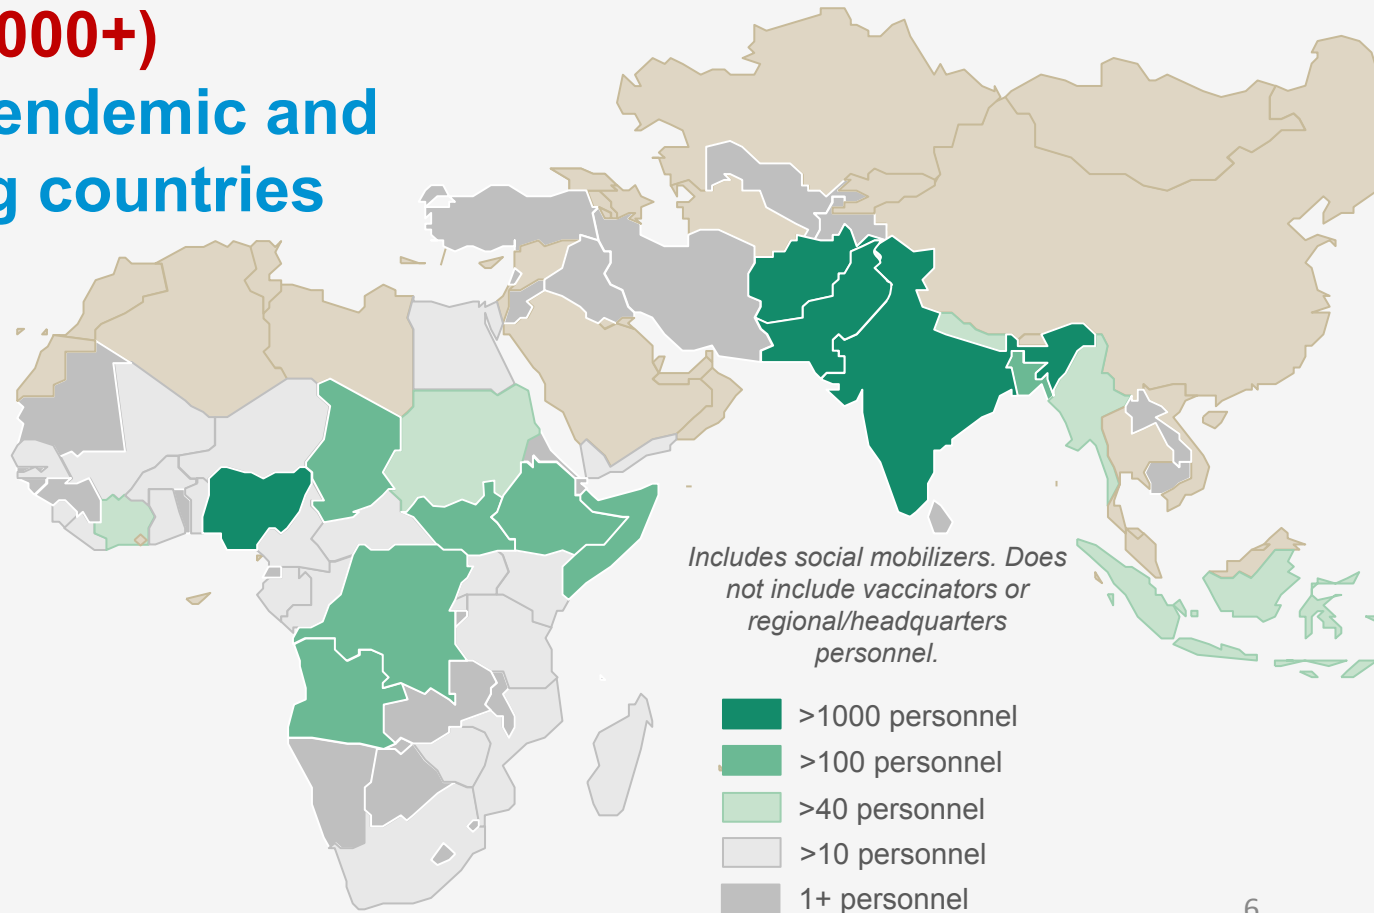 000+)
endemic and
g countries
Includes social mobilizers. Does
not include vaccinators or
regional/headquarters
personnel.
>1000 personnel
>100 personnel
>40 personnel
>10 personnel
1+ personnel
6